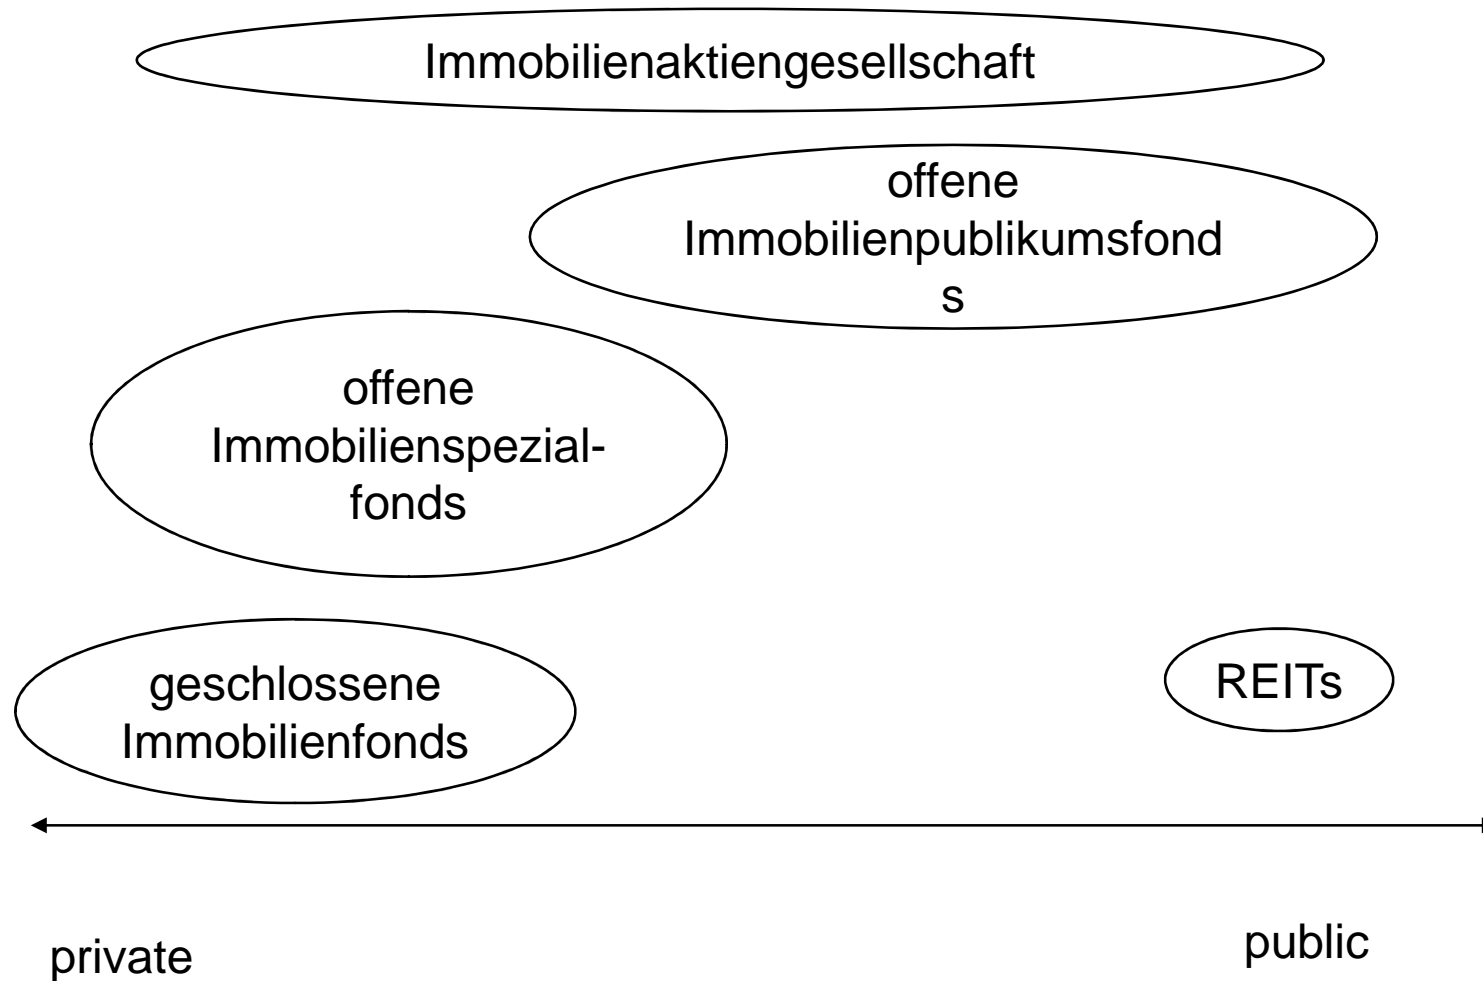 Immobilienaktiengesellschaft
offene
Immobilienpublikumsfond
s
offene
Immobilienspezial-
fonds
geschlossene
Immobilienfonds
REITs
private
public